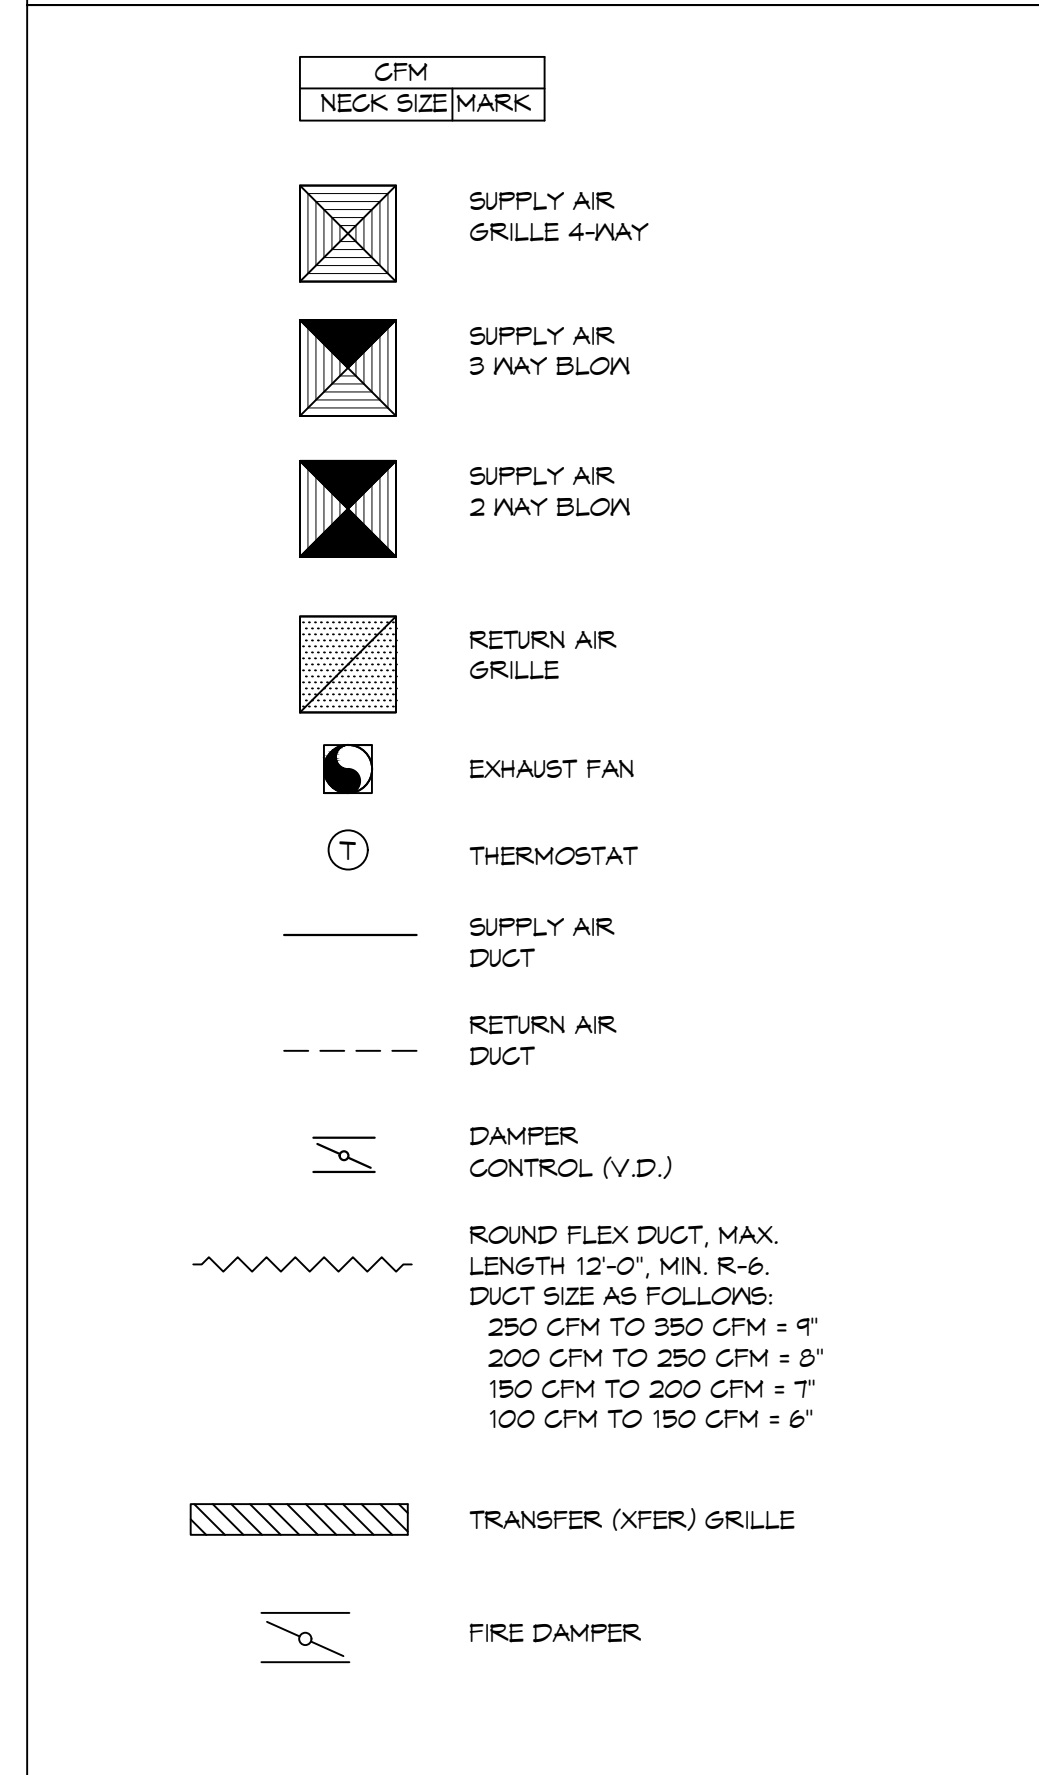 CFM
NECK SIZE MARK
SUPPLY AIR
GRILLE 4-WAY
SUPPLY AIR
3 WAY BLOW
SUPPLY AIR
2 WAY BLOW
RETURN AIR
GRILLE
EXHAUST FAN
T
THERMOSTAT
SUPPLY AIR
DUCT
RETURN AIR
DUCT
DAMPER
CONTROL (V.D.)
ROUND FLEX DUCT, MAX.
LENGTH 12'-0", MIN. R-6.
DUCT SIZE AS FOLLOWS:
250 CFM TO 350 CFM = 9"
200 CFM TO 250 CFM = 8"
150 CFM TO 200 CFM = 7"
100 CFM TO 150 CFM = 6"
TRANSFER (XFER) GRILLE
FIRE DAMPER